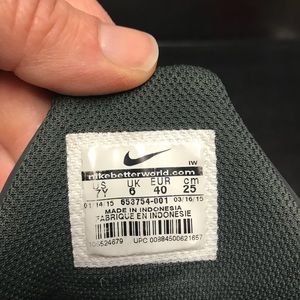 IW
nikebetterworld.com
US UK EUR cm
7Y 6 40 25
01/14/15 653754-001 03/16/15
MADE IN INDONESIA
FABRIQUE EN INDONESIE
UPC 00884500621657